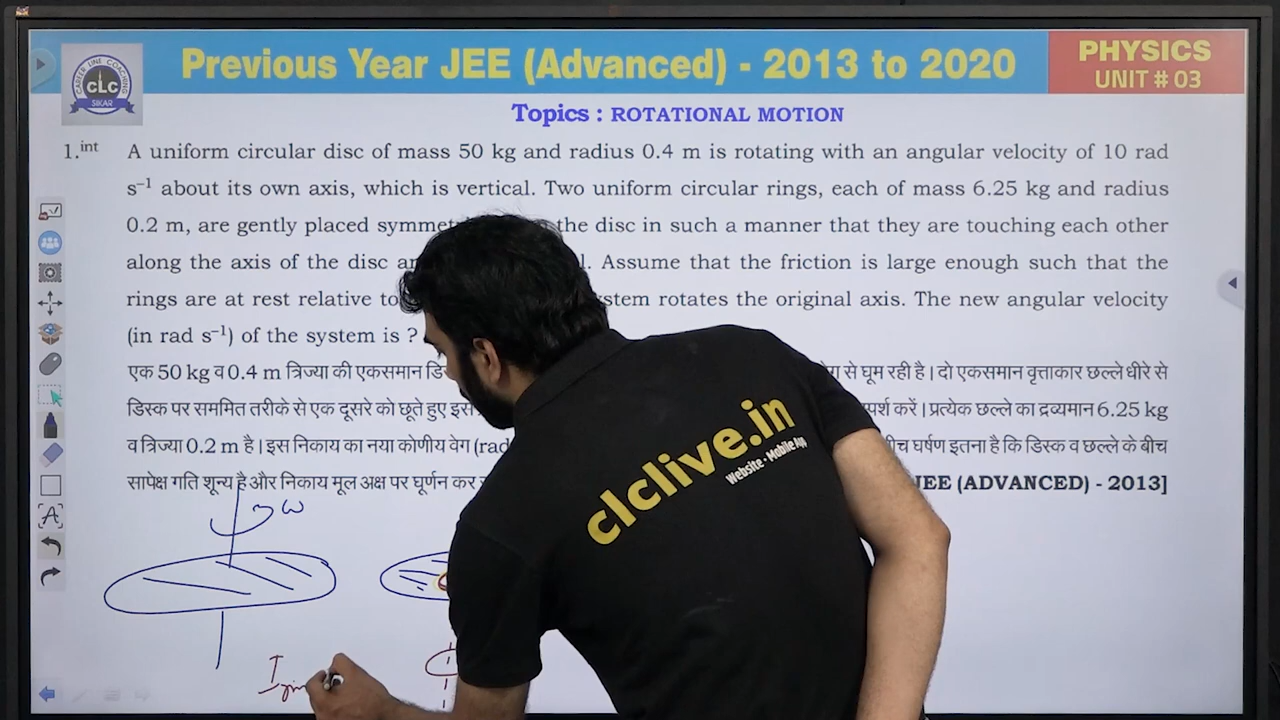 Previous Year JEE (Advanced) - 2013 to 2020
PHYSICS
UNIT # 03
CAREER LINE COACHING
CLC
SIKAR
Topics : ROTATIONAL MOTION
1.int A uniform circular disc of mass 50 kg and radius 0.4 m is rotating with an angular velocity of 10 rad
s⁻¹ about its own axis, which is vertical. Two uniform circular rings, each of mass 6.25 kg and radius
0.2 m, are gently placed the disc in such a manner that they are touching each other
along the axis of the disc Assume that the friction is large enough such that the
rings are at rest relative rotates the original axis. The new angular velocity
(in rad s⁻¹) of the system is ?
एक 50 kg व 0.4 m त्रिज्या की एकसमान से घूम रही है। दो एकसमान वृत्ताकार छल्ले धीरे से
डिस्क पर सममित तरीके से एक दूसरे को छूते हुए करें। प्रत्येक छल्ले का द्रव्यमान 6.25 kg
व त्रिज्या 0.2 m है। इस निकाय का नया कोणीय वेग घर्षण इतना है कि डिस्क व छल्ले के बीच
सापेक्ष गति शून्य है और निकाय मूल अक्ष पर घूर्णन कर (ADVANCED) - 2013]
ω
clclive.in
Website - Mobile App